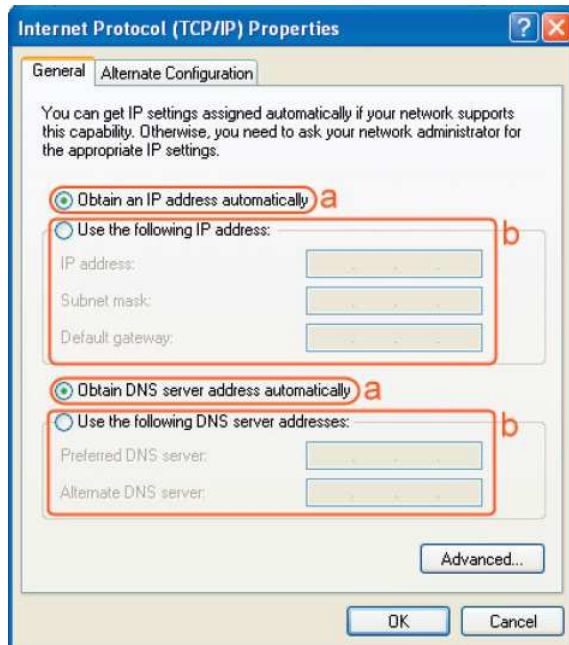 Internet Protocol (TCP/IP) Properties
General
Alternate Configuration
You can get IP settings assigned automatically if your network supports
this capability. Otherwise, you need to ask your network administrator for
the appropriate IP settings.
Obtain an IP address automatically a
Use the following IP address: b
IP address:
Subnet mask:
Default gateway:
Obtain DNS server address automatically a
Use the following DNS server addresses: b
Preferred DNS server:
Alternate DNS server:
Advanced...
OK
Cancel